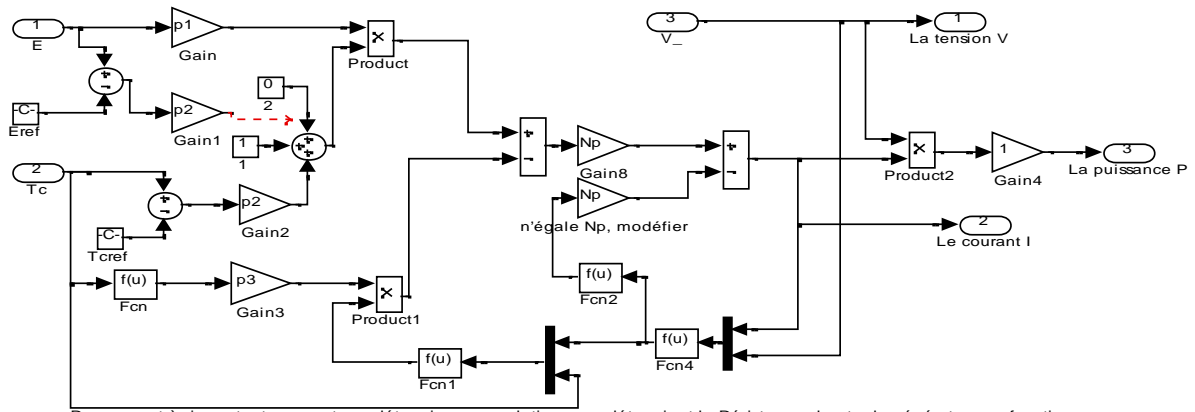 1
E
p1
Gain
×
Product
-C-
Eref
p2
Gain1
0
2
1
1
2
Tc
-C-
Tcref
p2
Gain2
f(u)
Fcn
p3
Gain3
×
Product1
f(u)
Fcn1
Np
Gain8
Np
n'égale Np, modéfier
f(u)
Fcn2
f(u)
Fcn4
3
V_
1
La tension V
×
Product2
1
Gain4
3
La puissance P
2
Le courant I